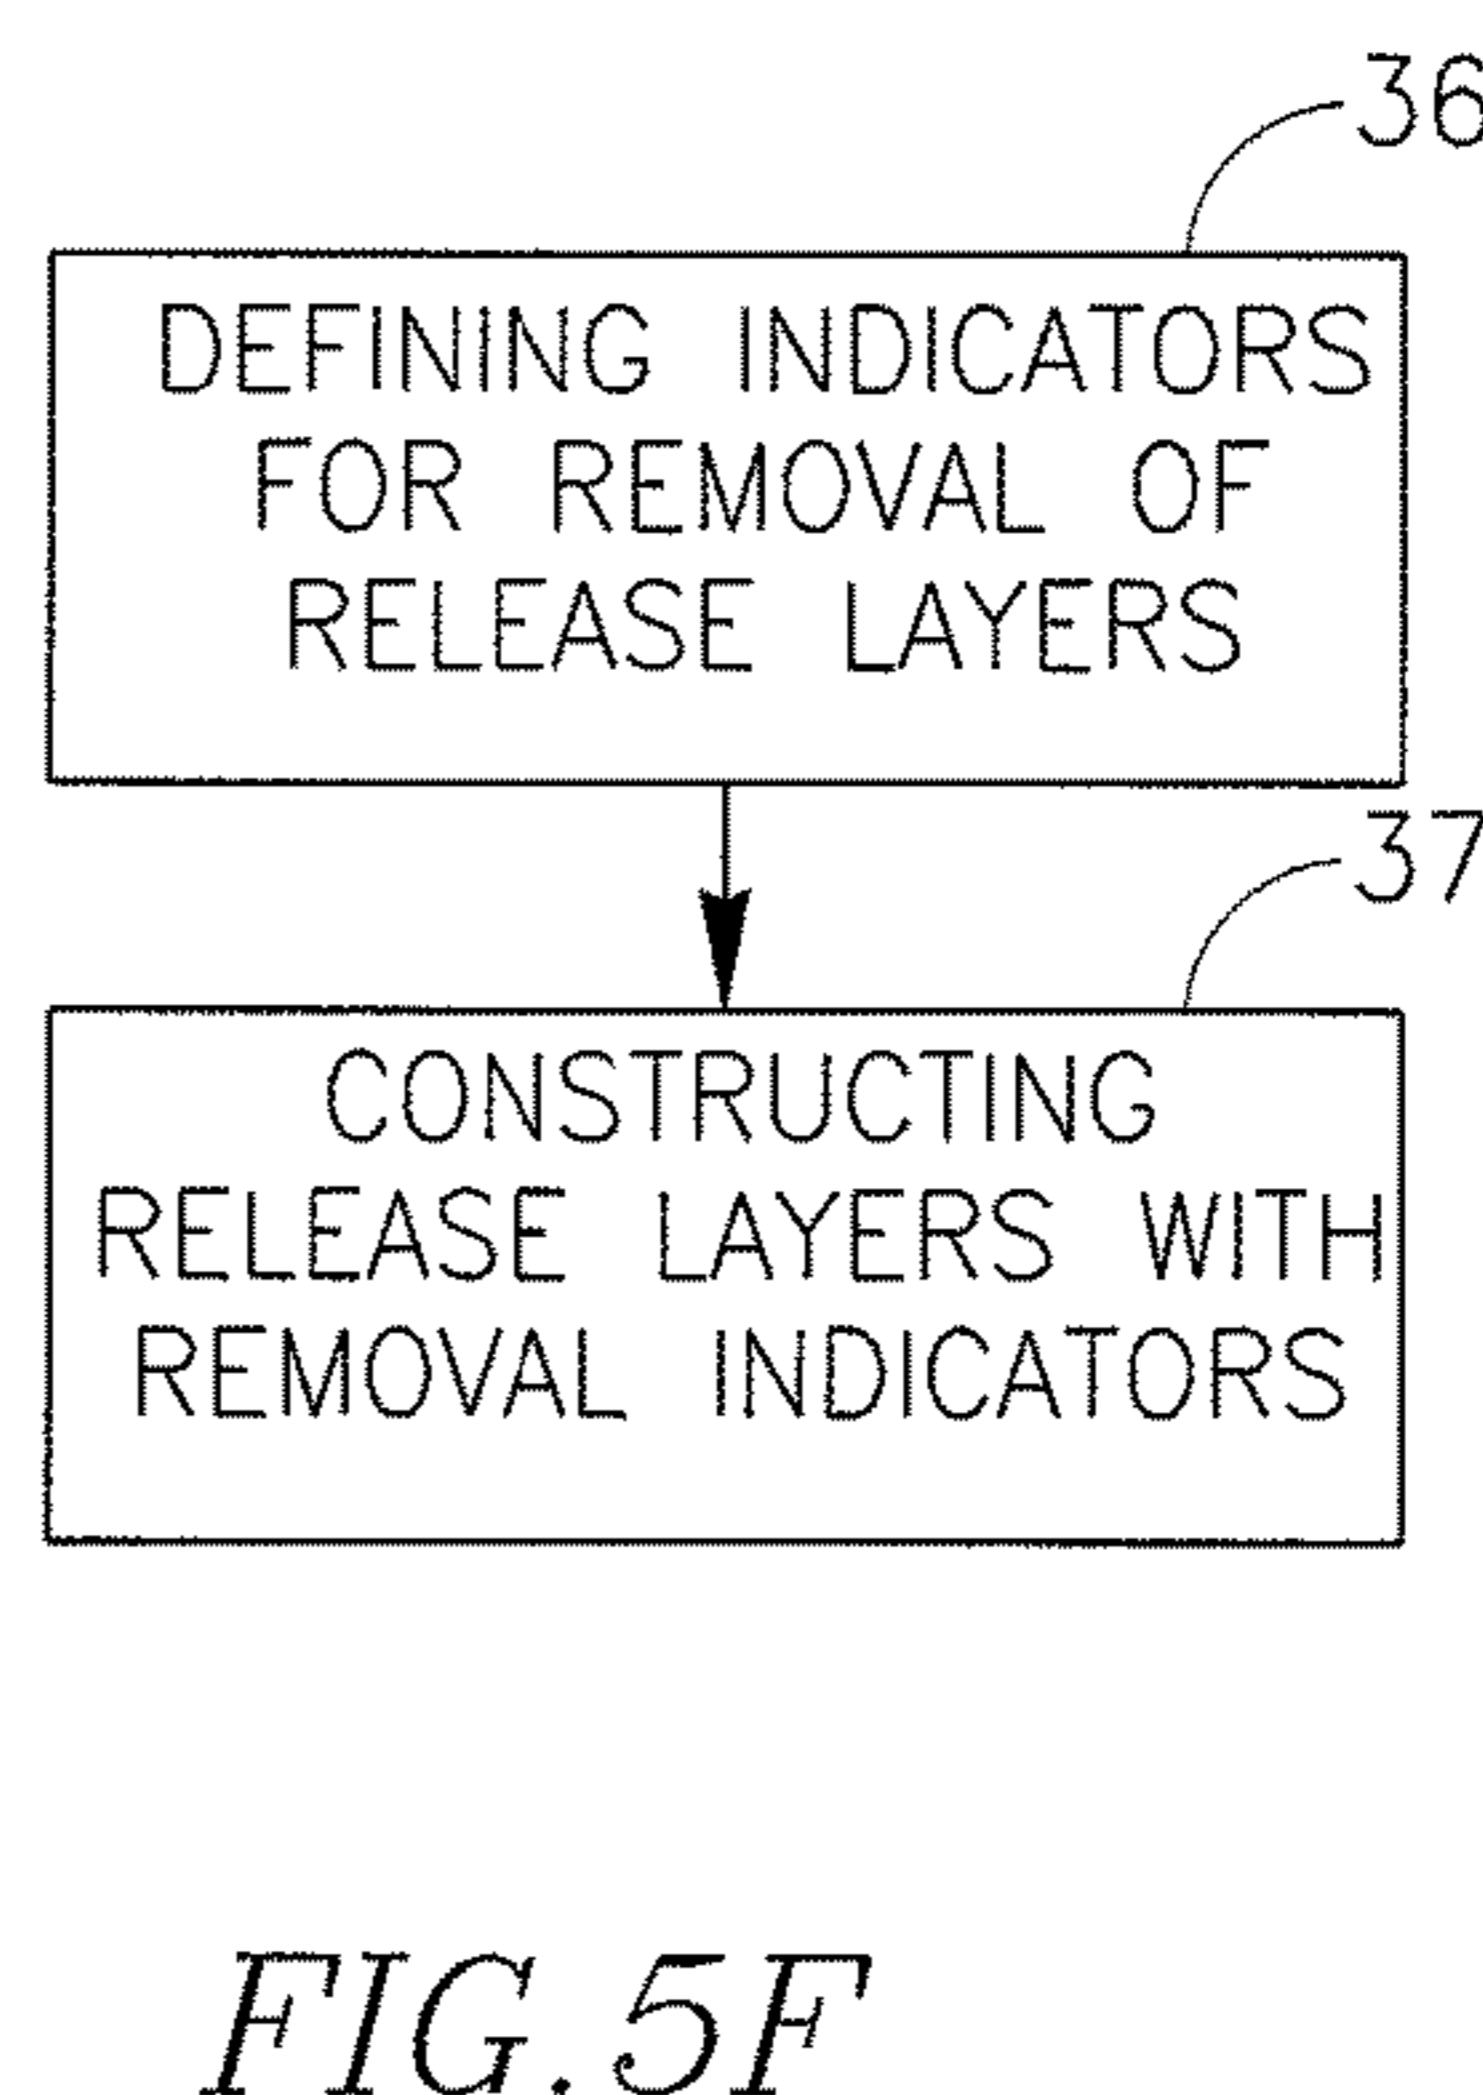 36
DEFINING INDICATORS
FOR REMOVAL OF
RELEASE LAYERS
37
CONSTRUCTING
RELEASE LAYERS WITH
REMOVAL INDICATORS
FIG.5F